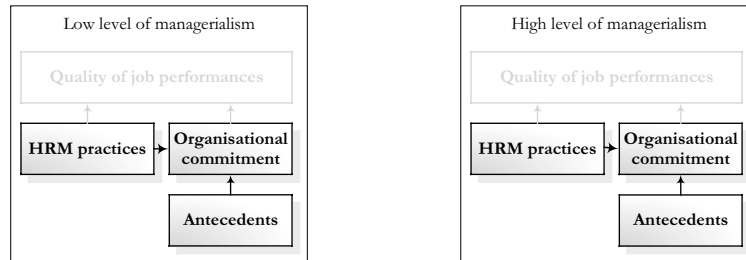 Low level of managerialism
Quality of job performances
HRM practices
Organisational
commitment
Antecedents
High level of managerialism
Quality of job performances
HRM practices
Organisational
commitment
Antecedents